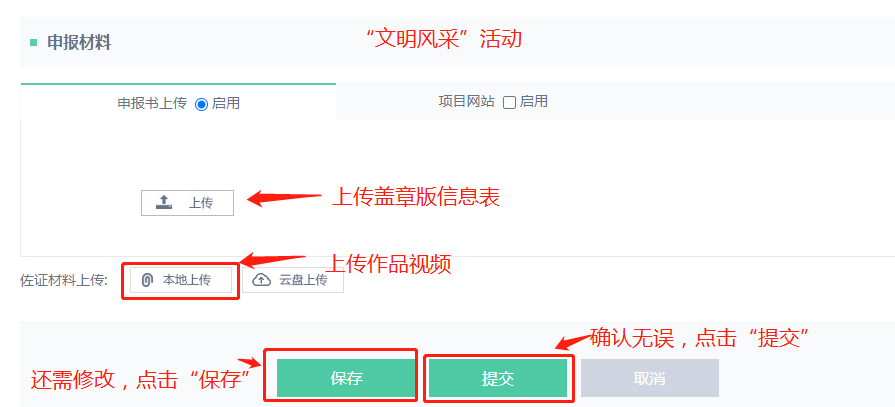 申报材料
“文明风采”活动
申报书上传 启用
项目网站 启用
上传
上传盖章版信息表
上传作品视频
佐证材料上传:
本地上传
云盘上传
确认无误，点击“提交”
还需修改，点击“保存”
保存
提交
取消